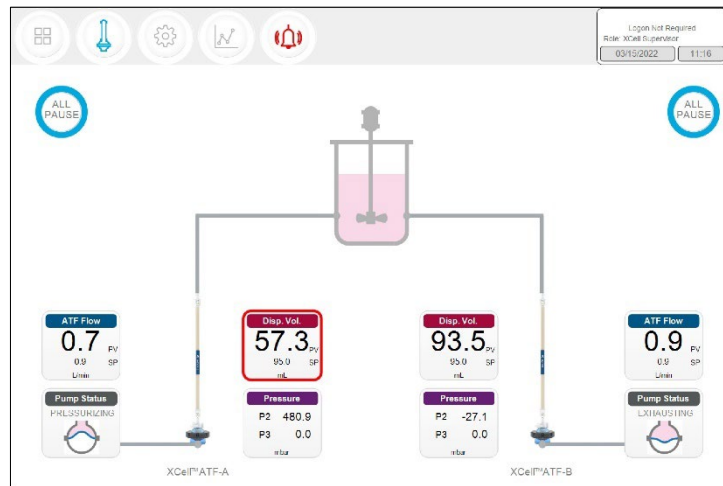 Logon Not Required
Role: XCell Supervisor
03/15/2022 11:16
ALL
PAUSE
ALL
PAUSE
ATF Flow
0.7 PV
0.9 SP
L/min
Disp. Vol.
57.3 PV
95.0 SP
mL
Disp. Vol.
93.5 PV
95.0 SP
mL
ATF Flow
0.9 PV
0.9 SP
L/min
Pump Status
PRESSURIZING
Pressure
P2 480.9
P3 0.0
mbar
Pressure
P2 -27.1
P3 0.0
mbar
Pump Status
EXHAUSTING
XCell™ATF-A
XCell™ATF-B